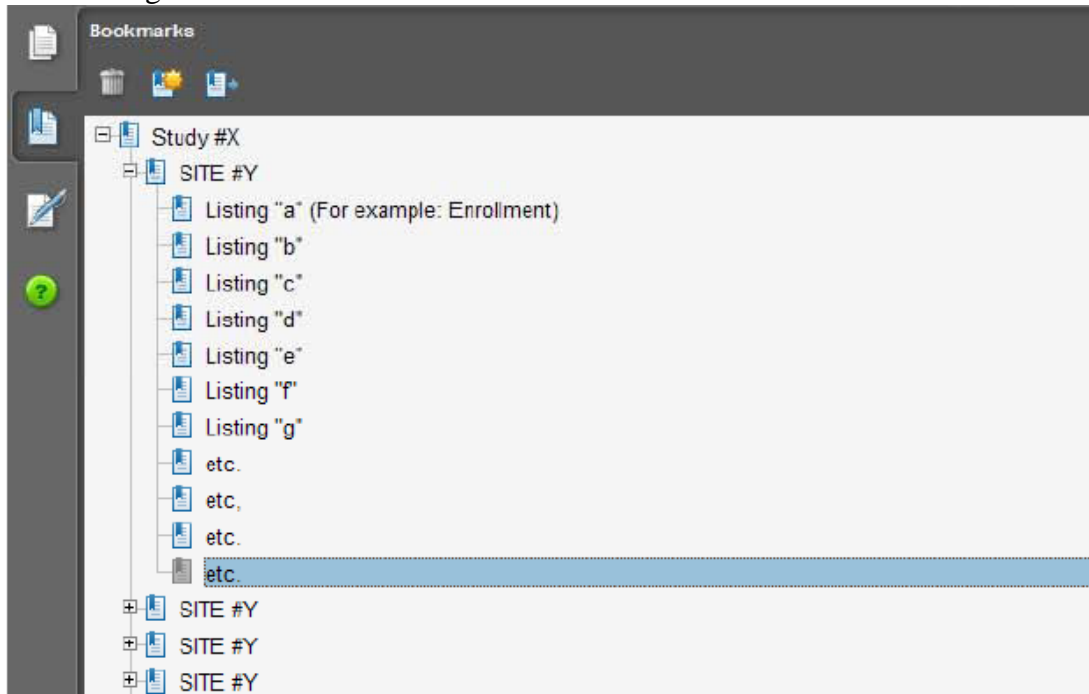 Bookmarks
Study #X
SITE #Y
Listing "a" (For example: Enrollment)
Listing "b"
Listing "c"
Listing "d"
Listing "e"
Listing "f"
Listing "g"
etc.
etc,
etc.
etc.
SITE #Y
SITE #Y
SITE #Y